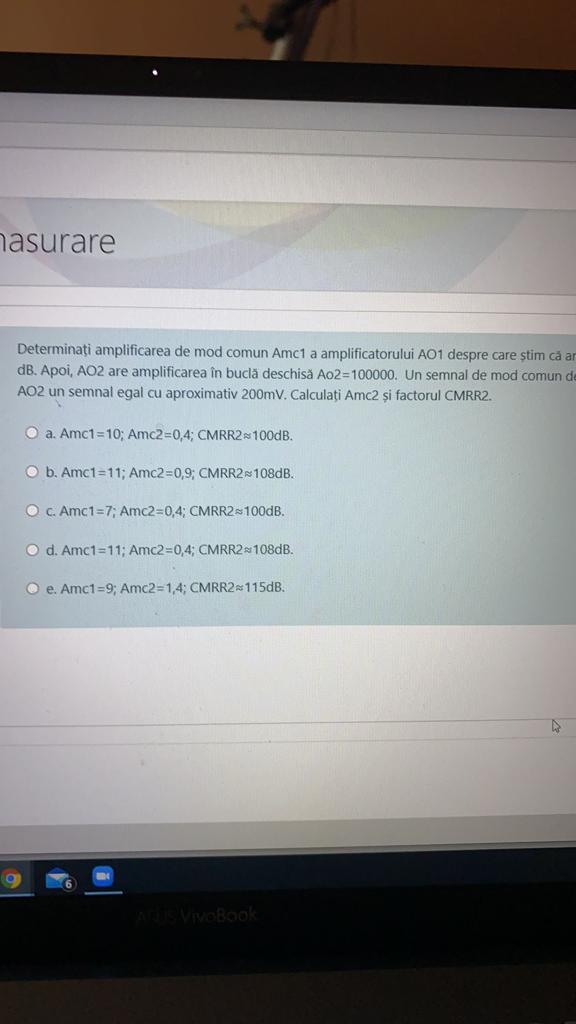 nasurare
Determinați amplificarea de mod comun Amc1 a amplificatorului AO1 despre care știm că ar
dB. Apoi, AO2 are amplificarea în buclă deschisă Ao2=100000. Un semnal de mod comun de
AO2 un semnal egal cu aproximativ 200mV. Calculați Amc2 și factorul CMRR2.
a. Amc1=10; Amc2=0,4; CMRR2≈100dB.
b. Amc1=11; Amc2=0,9; CMRR2≈108dB.
c. Amc1=7; Amc2=0,4; CMRR2≈100dB.
d. Amc1=11; Amc2=0,4; CMRR2≈108dB.
e. Amc1=9; Amc2=1,4; CMRR2≈115dB.
6
ASUS VivoBook